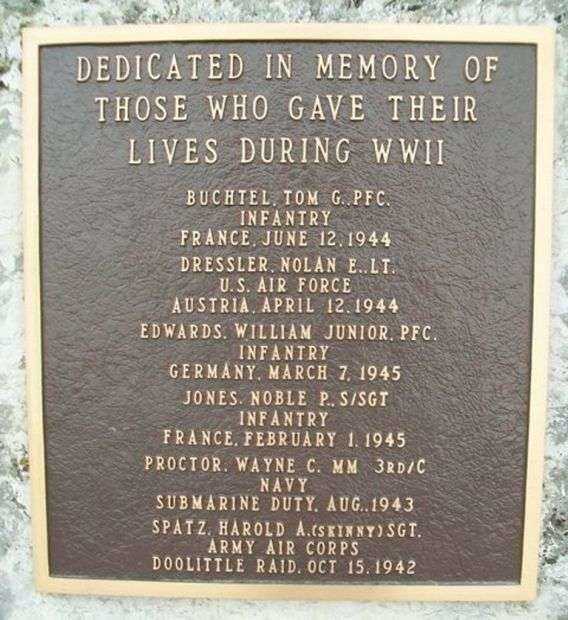 DEDICATED IN MEMORY OF
THOSE WHO GAVE THEIR
LIVES DURING WWII
BUCHTEL, TOM G., PFC.
INFANTRY
FRANCE, JUNE 12, 1944
DRESSLER, NOLAN E., LT.
U.S. AIR FORCE
AUSTRIA, APRIL 12, 1944
EDWARDS, WILLIAM JUNIOR, PFC.
INFANTRY
GERMANY, MARCH 7, 1945
JONES, NOBLE P., S/SGT
INFANTRY
FRANCE, FEBRUARY 1, 1945
PROCTOR, WAYNE C. MM 3RD/C
NAVY
SUBMARINE DUTY, AUG., 1943
SPATZ, HAROLD A. (SKINNY) SGT.
ARMY AIR CORPS
DOOLITTLE RAID, OCT 15, 1942